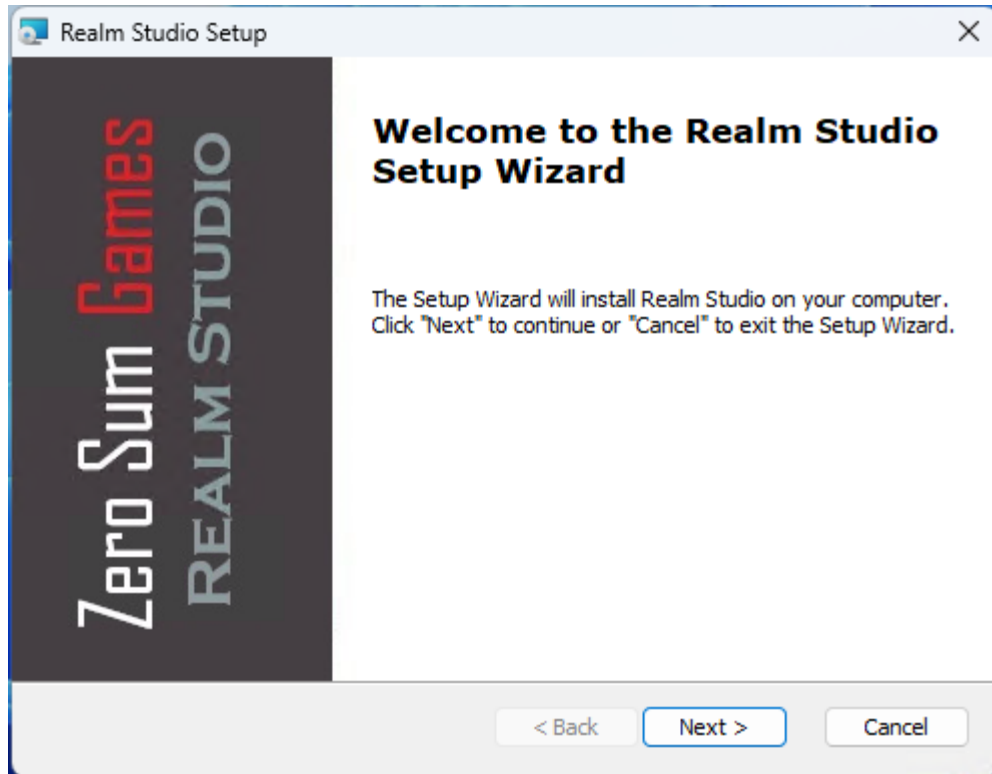 Realm Studio Setup
Zero Sum Games
REALM STUDIO
Welcome to the Realm Studio
Setup Wizard
The Setup Wizard will install Realm Studio on your computer.
Click "Next" to continue or "Cancel" to exit the Setup Wizard.
< Back Next > Cancel